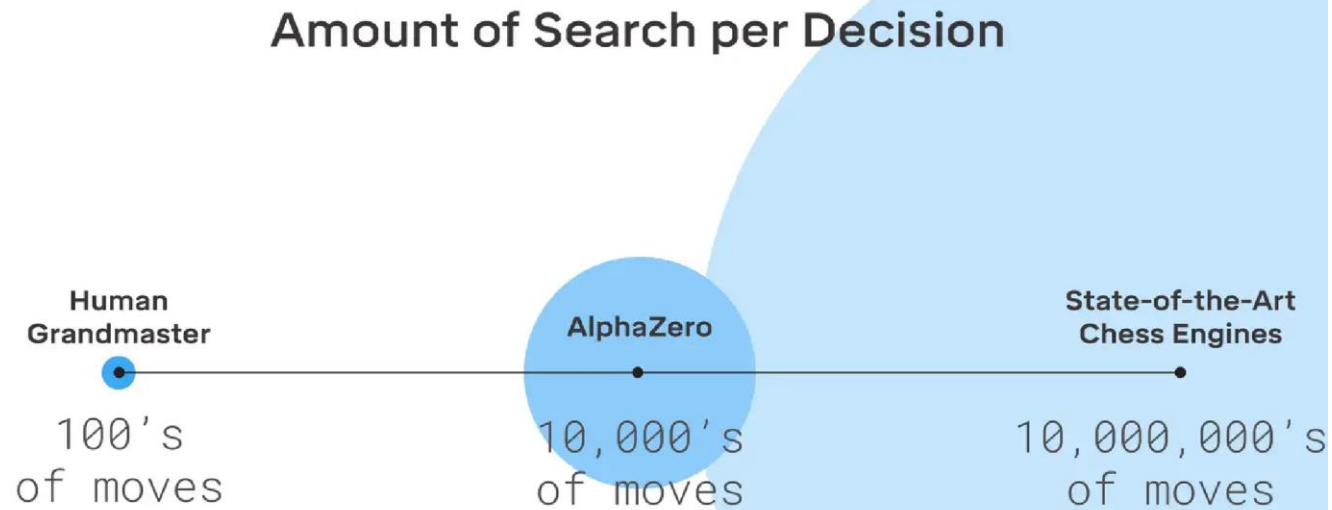 Amount of Search per Decision
Human
Grandmaster
100's
of moves
AlphaZero
10,000's
of moves
State-of-the-Art
Chess Engines
10,000,000's
of moves